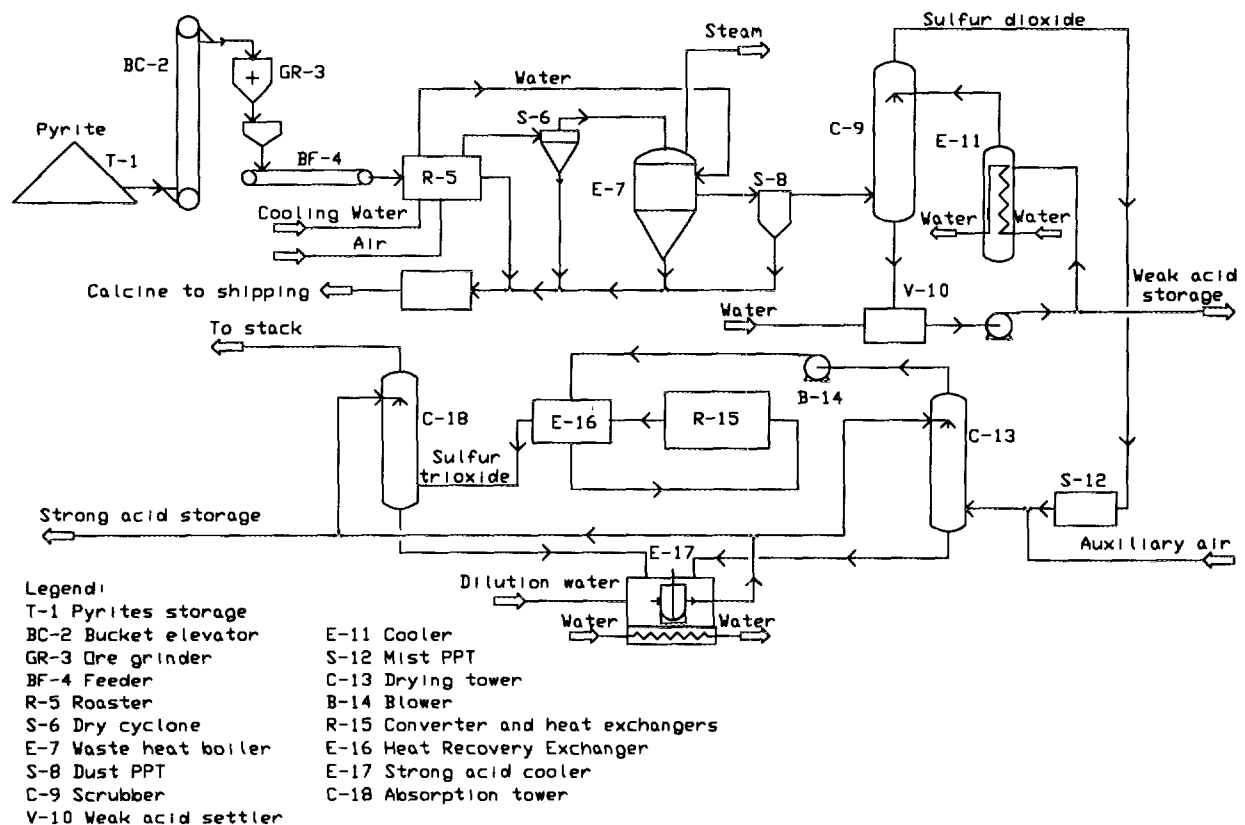 Sulfur dioxide
Steam
BC-2
GR-3
Water
S-6
C-9
E-11
Pyrite
T-1
BF-4
R-5
E-7
S-8
Cooling Water
Water
Water
Air
Calcine to shipping
V-10
Weak acid
storage
Water
To stack
B-14
C-18
E-16
R-15
C-13
Sulfur
trioxide
S-12
Strong acid storage
Auxiliary air
E-17
Dilution water
Water
Water
Legend:
T-1 Pyrites storage
BC-2 Bucket elevator
GR-3 Ore grinder
BF-4 Feeder
R-5 Roaster
S-6 Dry cyclone
E-7 Waste heat boiler
S-8 Dust PPT
C-9 Scrubber
V-10 Weak acid settler
E-11 Cooler
S-12 Mist PPT
C-13 Drying tower
B-14 Blower
R-15 Converter and heat exchangers
E-16 Heat Recovery Exchanger
E-17 Strong acid cooler
C-18 Absorption tower